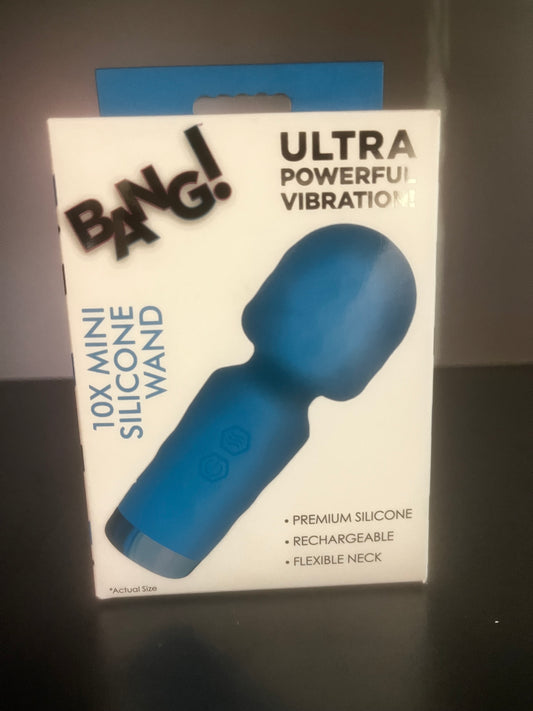 BANG!
ULTRA
POWERFUL
VIBRATION!
10X MINI
SILICONE
WAND
• PREMIUM SILICONE
• RECHARGEABLE
• FLEXIBLE NECK
*Actual Size